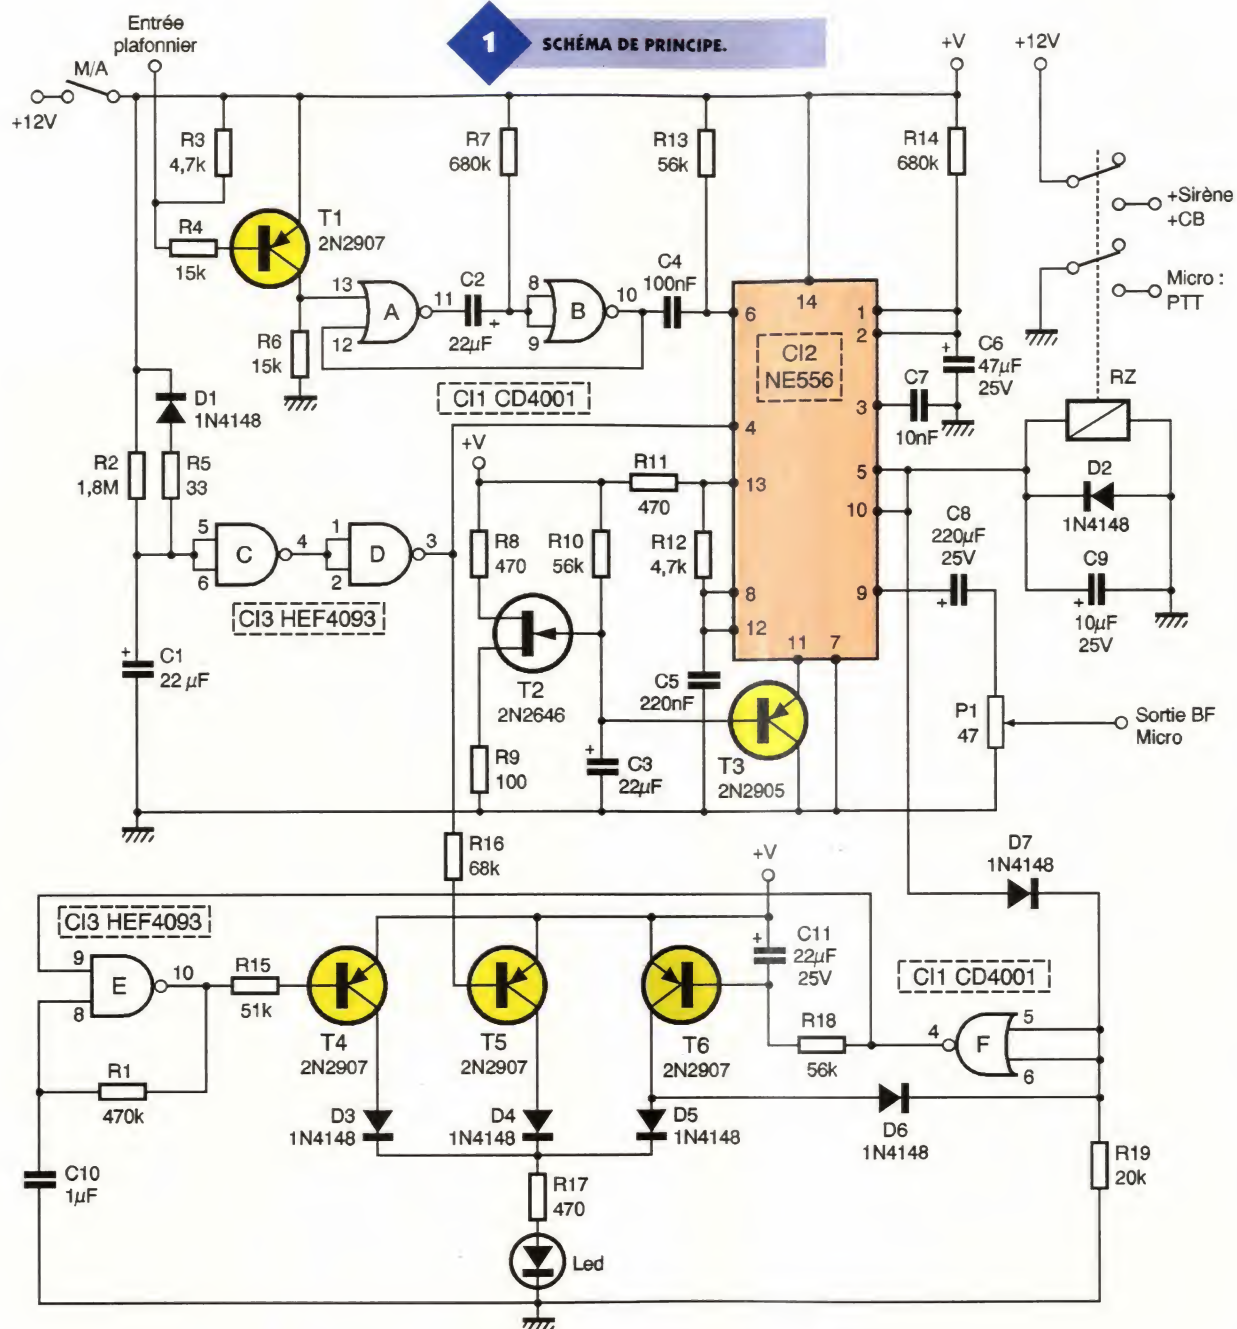 1 SCHÉMA DE PRINCIPE.
Entrée
plafonnier
M/A
+12V
+V
+12V
R3
4,7k
R7
680k
R13
56k
R14
680k
R4
15k
T1
2N2907
+Sirène
+CB
Micro :
PTT
R6
15k
13
12
A
11
C2
+
22µF
8
9
B
10
C4
100nF
6
14
1
2
3
CI2
NE556
+
C6
47µF
25V
C7
10nF
RZ
CI1 CD4001
D1
1N4148
R2
1,8M
R5
33
+V
4
5
10
R11
470
13
D2
1N4148
C8
220µF
25V
+
5
6
C
4
1
2
D
3
CI3 HEF4093
R8
470
R10
56k
R12
4,7k
8
12
9
C9
+
10µF
25V
11
7
+
C1
22 µF
T2
2N2646
C5
220nF
R9
100
+
C3
22µF
T3
2N2905
P1
47
Sortie BF
Micro
R16
68k
+V
D7
1N4148
CI3 HEF4093
9
8
E
10
R15
51k
+
C11
22µF
25V
CI1 CD4001
T4
2N2907
T5
2N2907
T6
2N2907
R18
56k
4
F
5
6
R1
470k
D3
1N4148
D4
1N4148
D5
1N4148
D6
1N4148
C10
1µF
R17
470
R19
20k
Led